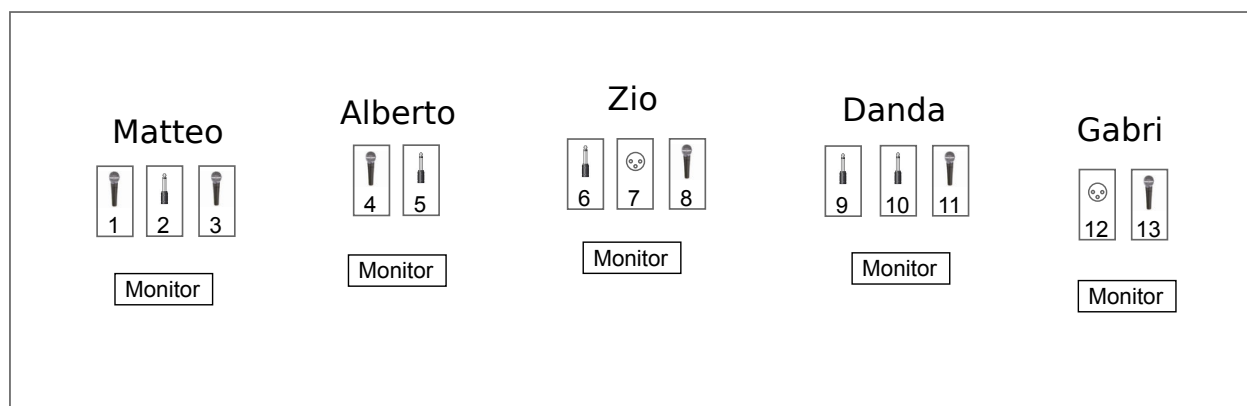 Matteo
1 2 3
Monitor
Alberto
4 5
Monitor
Zio
6 7 8
Monitor
Danda
9 10 11
Monitor
Gabri
12 13
Monitor